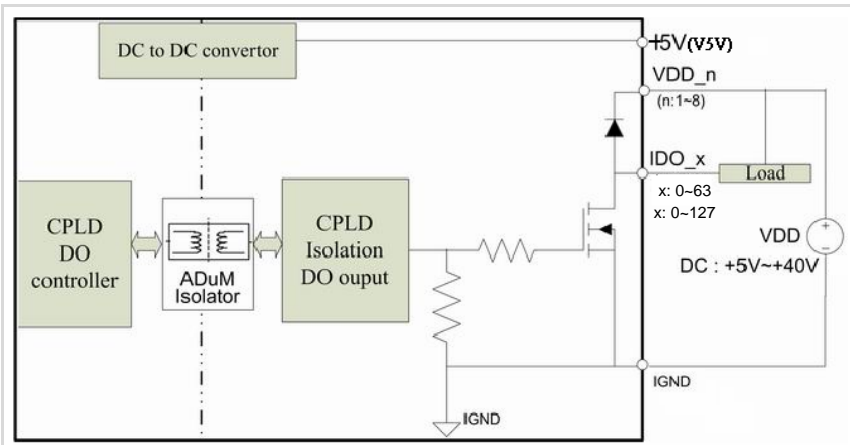 DC to DC convertor
+5V(V5V)
VDD_n
(n:1~8)
IDO_x
Load
x: 0~63
x: 0~127
CPLD
DO
controller
ADuM
Isolator
CPLD
Isolation
DO ouput
VDD
DC : +5V~+40V
IGND
IGND